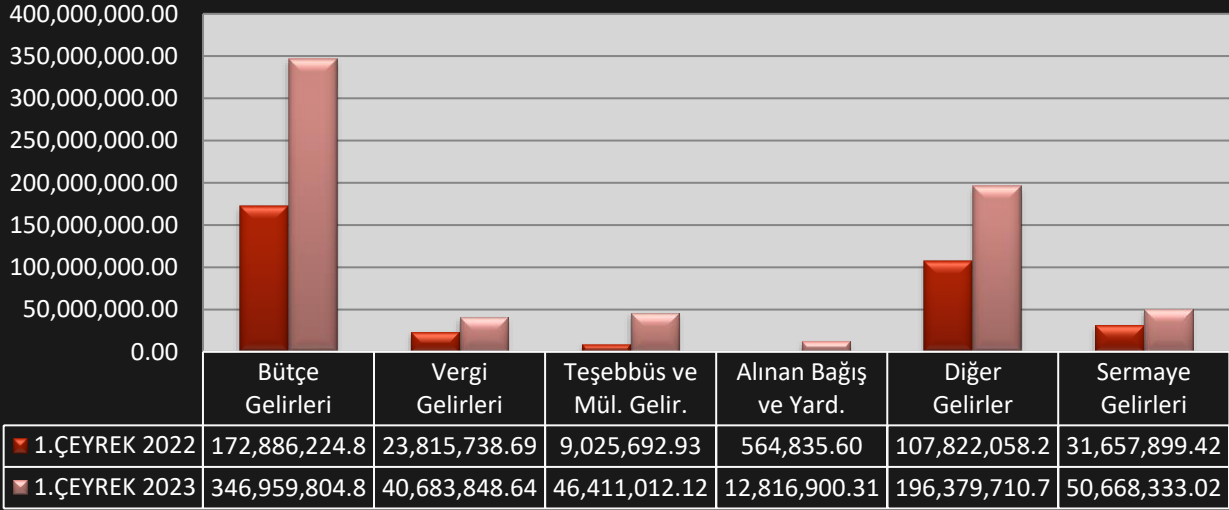 400,000,000.00
350,000,000.00
300,000,000.00
250,000,000.00
200,000,000.00
150,000,000.00
100,000,000.00
50,000,000.00
0.00
Bütçe Gelirleri
Vergi Gelirleri
Teşebbüs ve Mül. Gelir.
Alınan Bağış ve Yard.
Diğer Gelirler
Sermaye Gelirleri
1.ÇEYREK 2022 172,886,224.8 23,815,738.69 9,025,692.93 564,835.60 107,822,058.2 31,657,899.42
1.ÇEYREK 2023 346,959,804.8 40,683,848.64 46,411,012.12 12,816,900.31 196,379,710.7 50,668,333.02